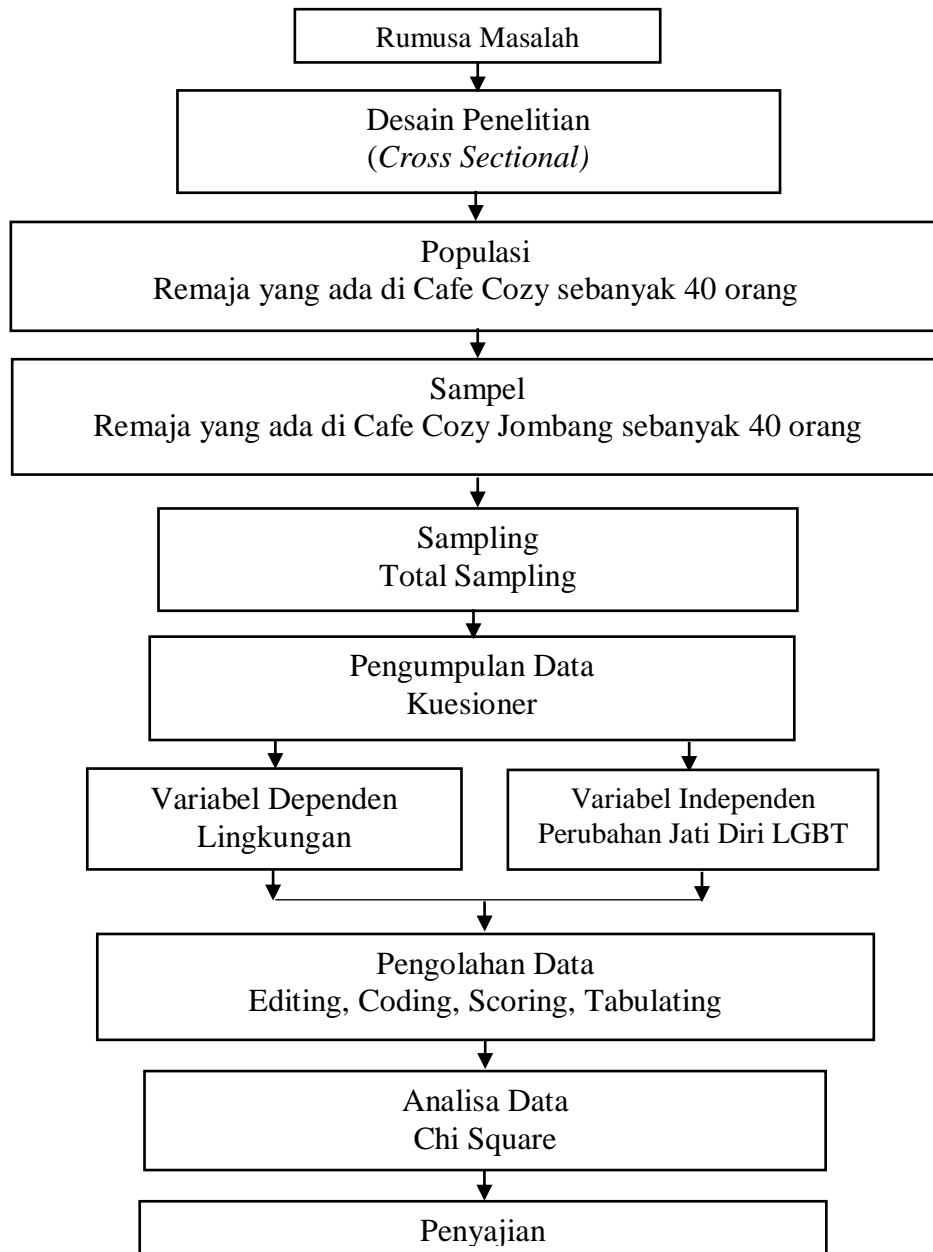 Rumusa Masalah
Desain Penelitian
(Cross Sectional)
Populasi
Remaja yang ada di Cafe Cozy sebanyak 40 orang
Sampel
Remaja yang ada di Cafe Cozy Jombang sebanyak 40 orang
Sampling
Total Sampling
Pengumpulan Data
Kuesioner
Variabel Dependen
Lingkungan
Variabel Independen
Perubahan Jati Diri LGBT
Pengolahan Data
Editing, Coding, Scoring, Tabulating
Analisa Data
Chi Square
Penyajian